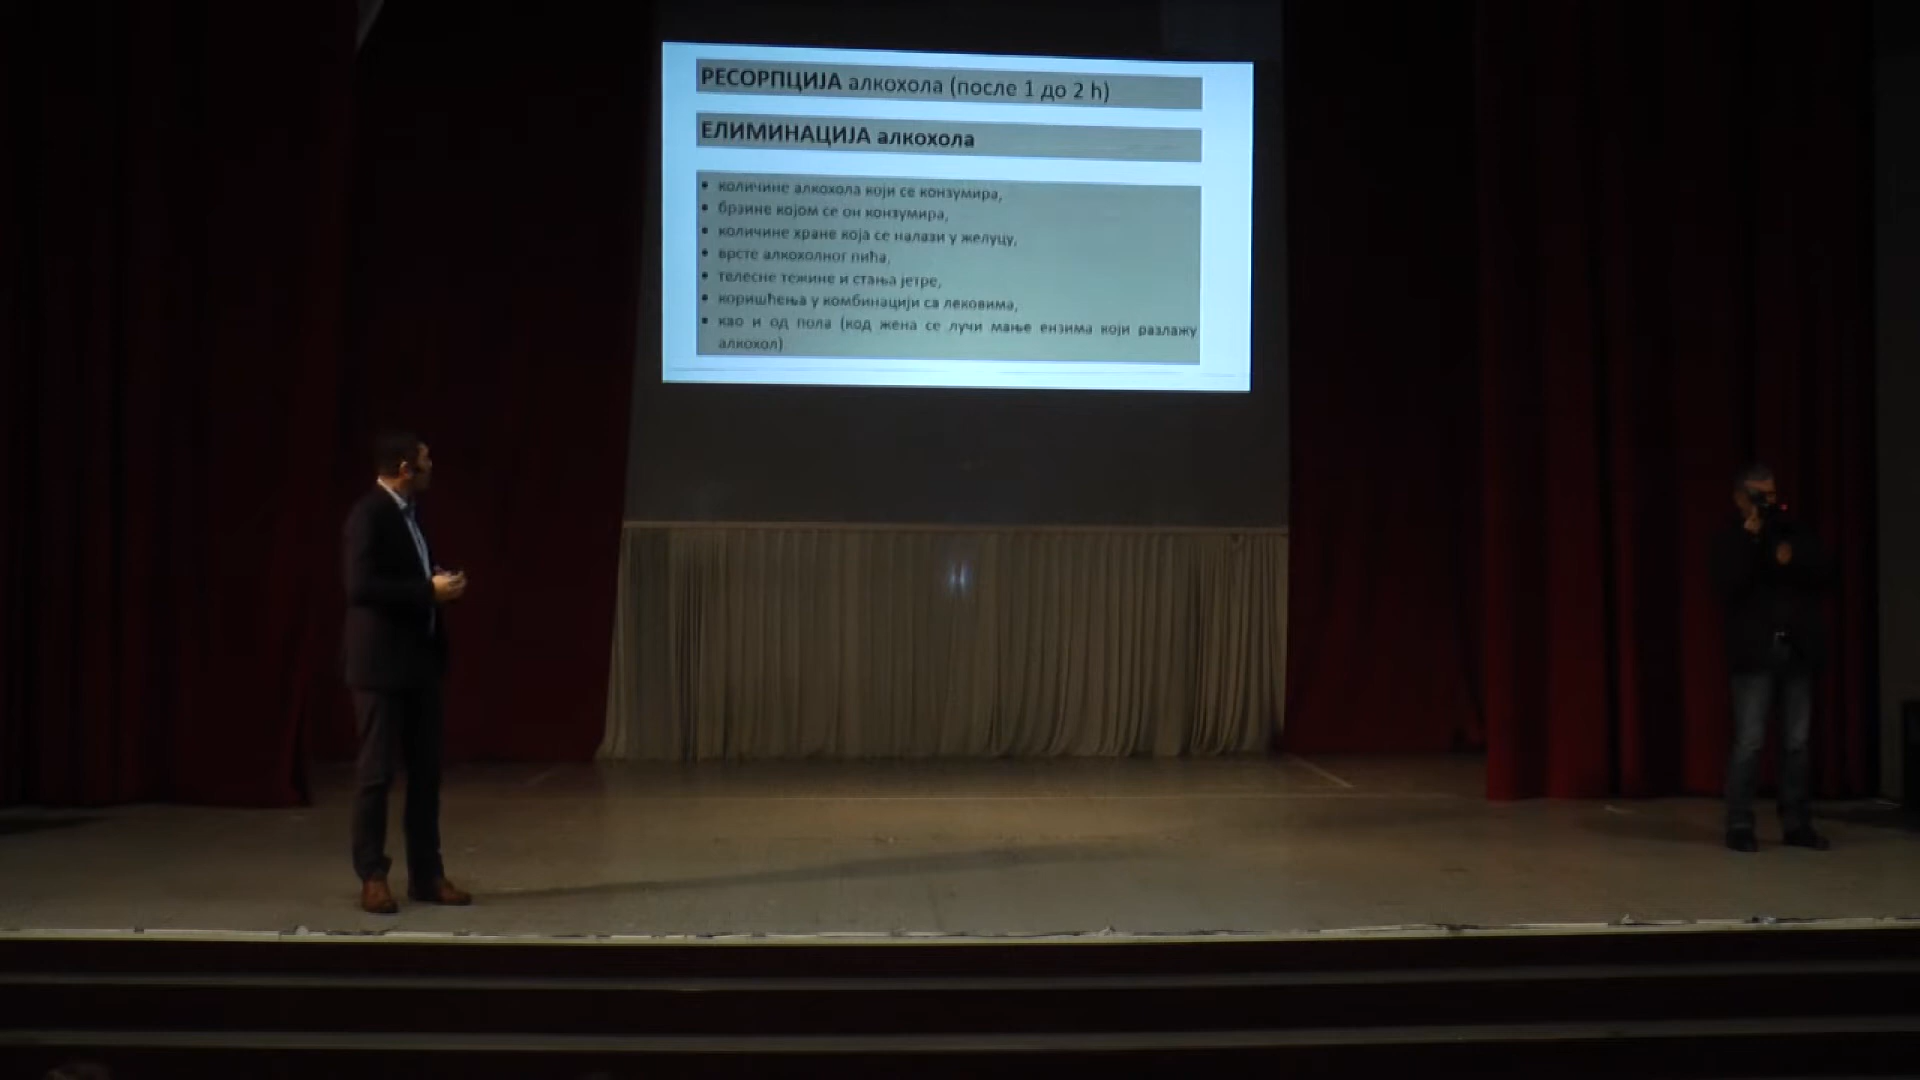 РЕСОРПЦИЈА алкохола (после 1 до 2 h)
ЕЛИМИНАЦИЈА алкохола
• количине алкохола који се конзумира,
• брзине којом се он конзумира,
• количине хране која се налази у желуцу,
• врсте алкохолног пића,
• телесне тежине и стања јетре,
• коришћења у комбинацији са лековима,
• као и од пола (код жена се лучи мање ензима који разлажу
алкохол)